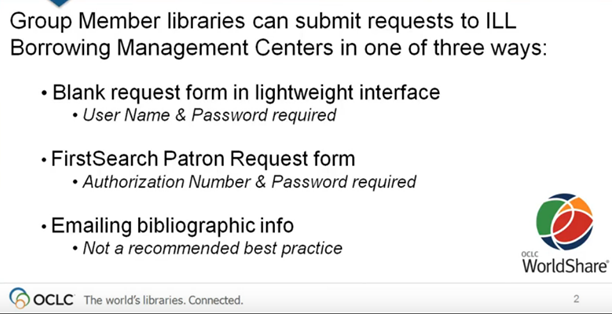 Group Member libraries can submit requests to ILL
Borrowing Management Centers in one of three ways:
• Blank request form in lightweight interface
• User Name & Password required
• FirstSearch Patron Request form
• Authorization Number & Password required
• Emailing bibliographic info
• Not a recommended best practice
OCLC
WorldShare®
OCLC The world's libraries. Connected.
2